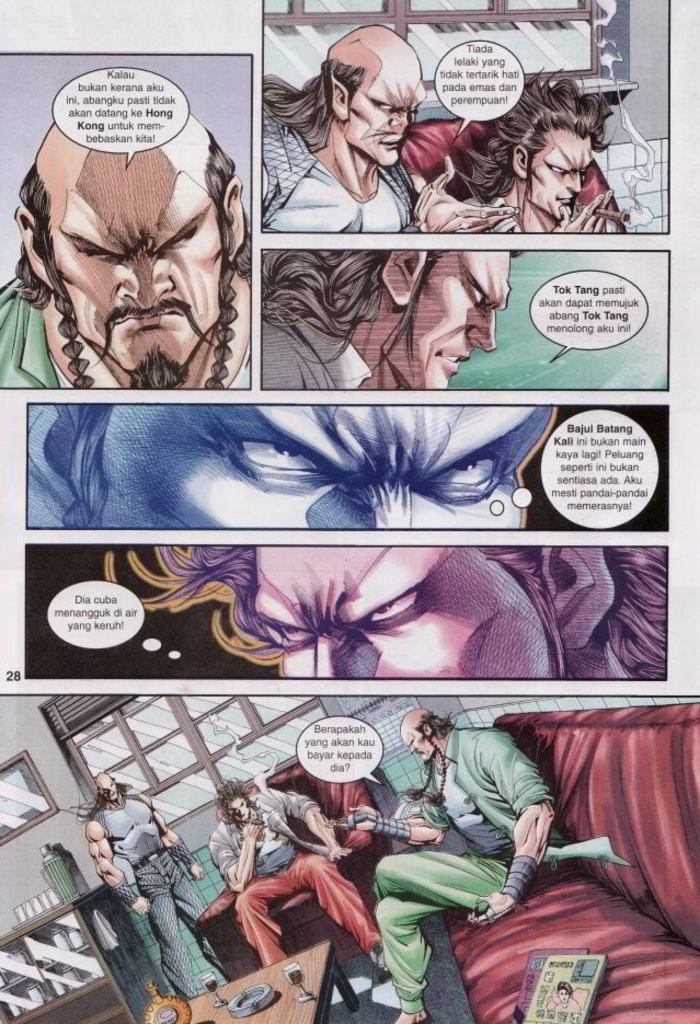 Kalau
bukan kerana aku
ini, abangku pasti tidak
akan datang ke Hong
Kong untuk mem-
bebaskan kita!
Tiada
lelaki yang
tidak tertarik hati
pada emas dan
perempuan!
Tok Tang pasti
akan dapat memujuk
abang Tok Tang
menolong aku ini!
Bajul Batang
Kali ini bukan main
kaya lagi! Peluang
seperti ini bukan
sentiasa ada. Aku
mesti pandai-pandai
memerasnya!
Dia cuba
menangguk di air
yang keruh!
28
Berapakah
yang akan kau
bayar kepada
dia?